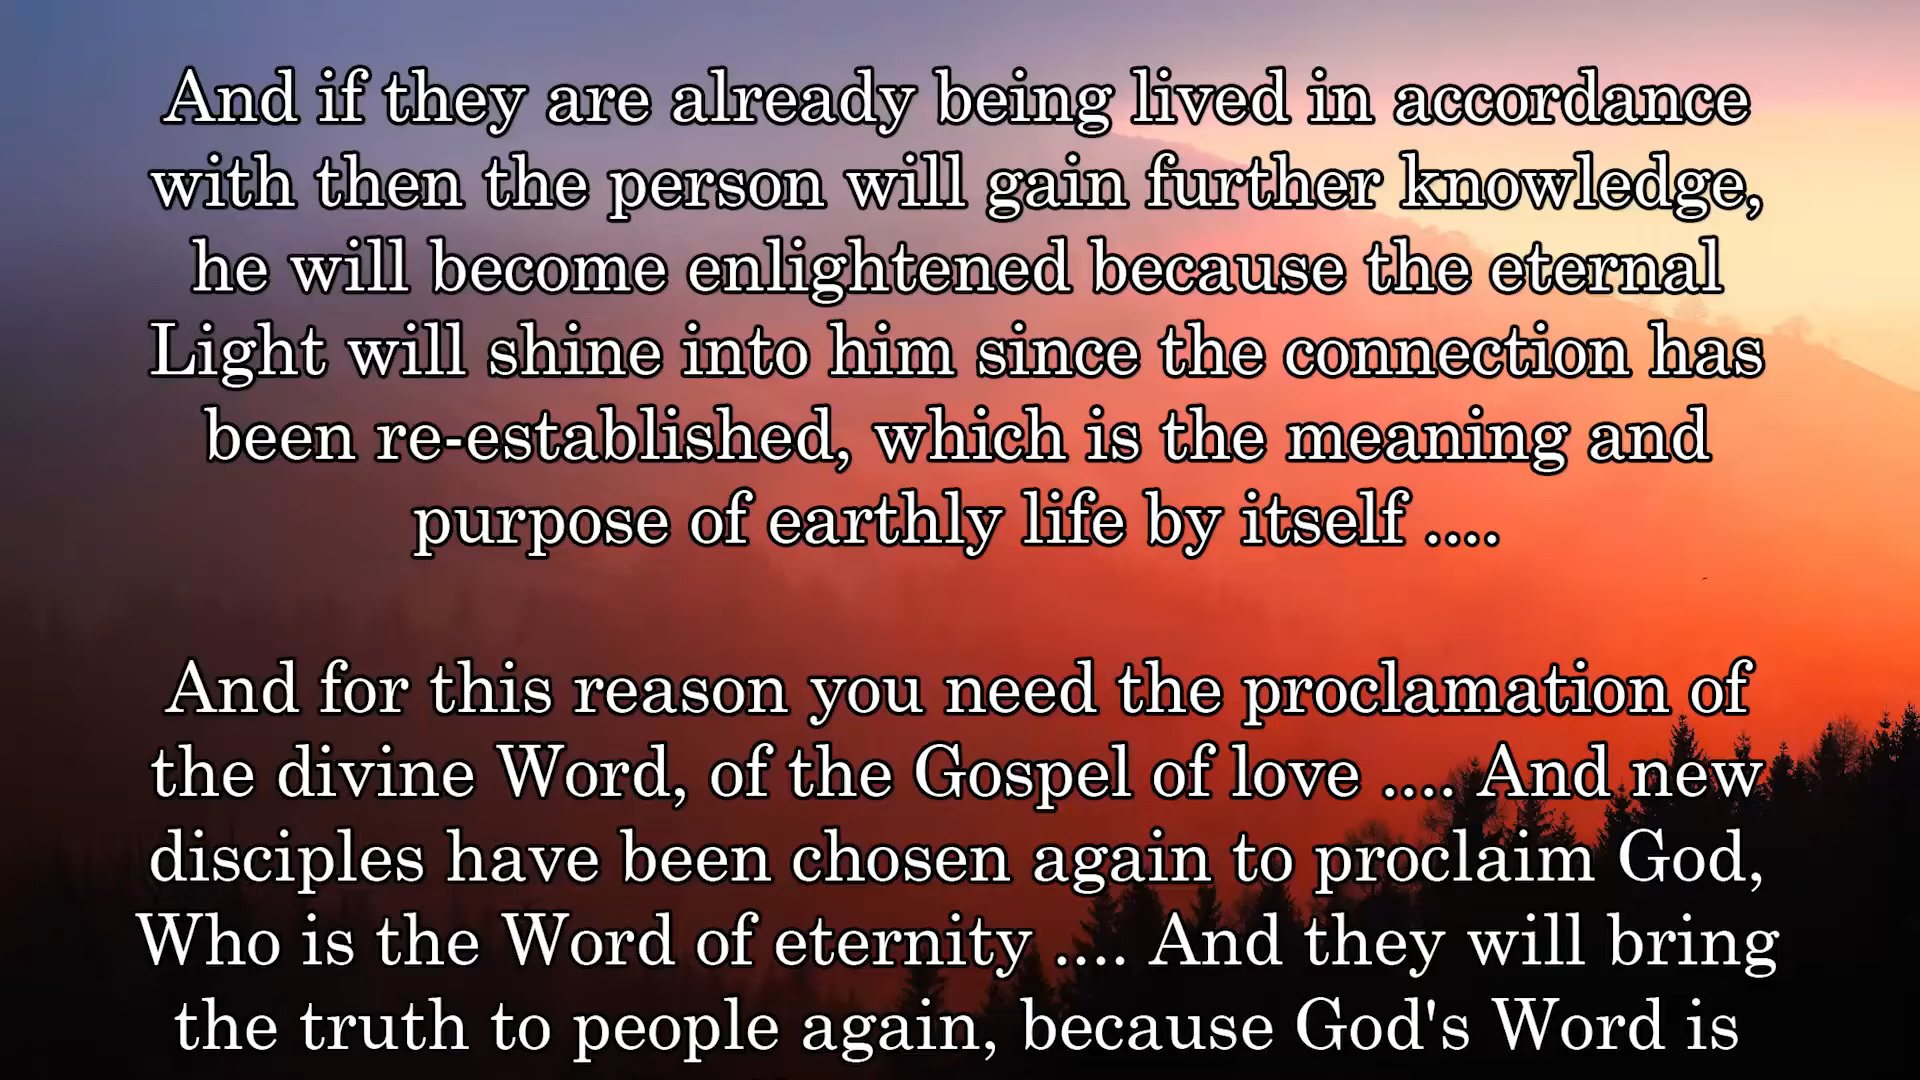 And if they are already being lived in accordance
with then the person will gain further knowledge,
he will become enlightened because the eternal
Light will shine into him since the connection has
been re-established, which is the meaning and
purpose of earthly life by itself ....
And for this reason you need the proclamation of
the divine Word, of the Gospel of love .... And new
disciples have been chosen again to proclaim God,
Who is the Word of eternity .... And they will bring
the truth to people again, because God's Word is